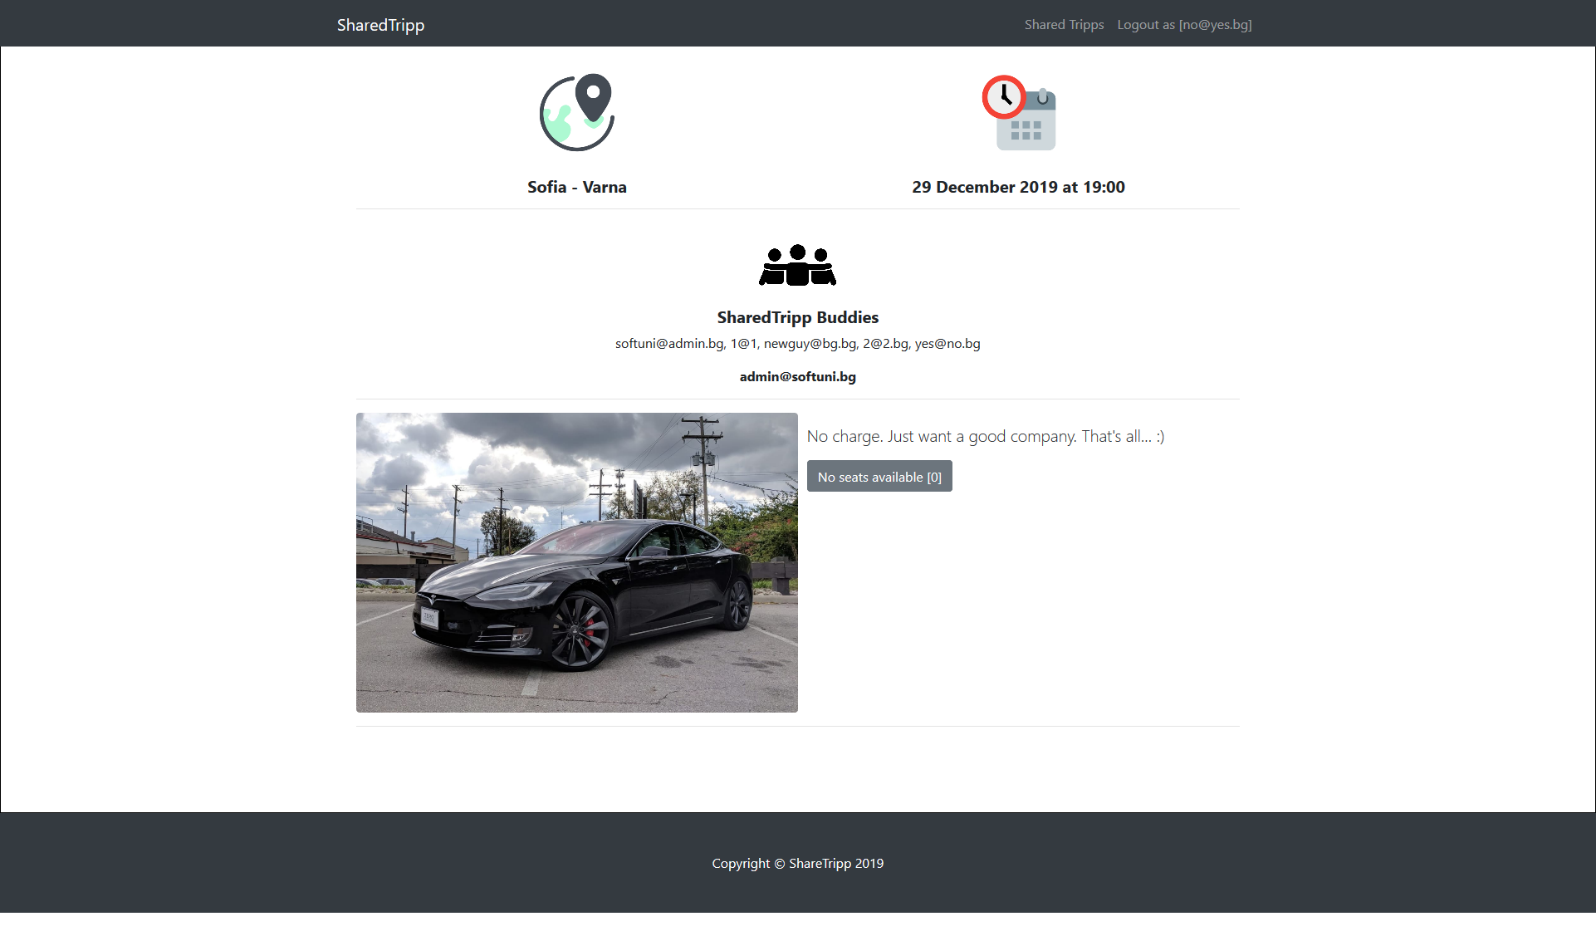 SharedTripp
Shared Tripps
Logout as [no@yes.bg]
Sofia - Varna
29 December 2019 at 19:00
SharedTripp Buddies
softuni@admin.bg, 1@1, newguy@bg.bg, 2@2.bg, yes@no.bg
admin@softuni.bg
No charge. Just want a good company. That's all... :)
No seats available [0]
Copyright © ShareTripp 2019